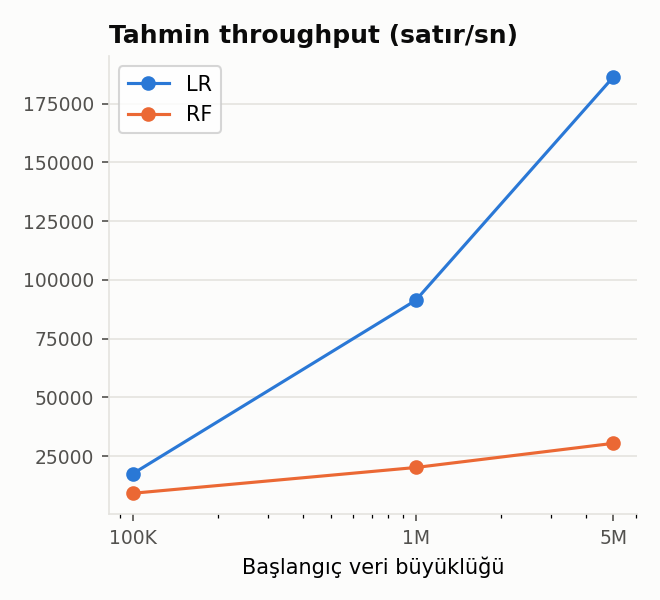 Tahmin throughput (satır/sn)
LR
RF
175000
150000
125000
100000
75000
50000
25000
100K 1M 5M
Başlangıç veri büyüklüğü